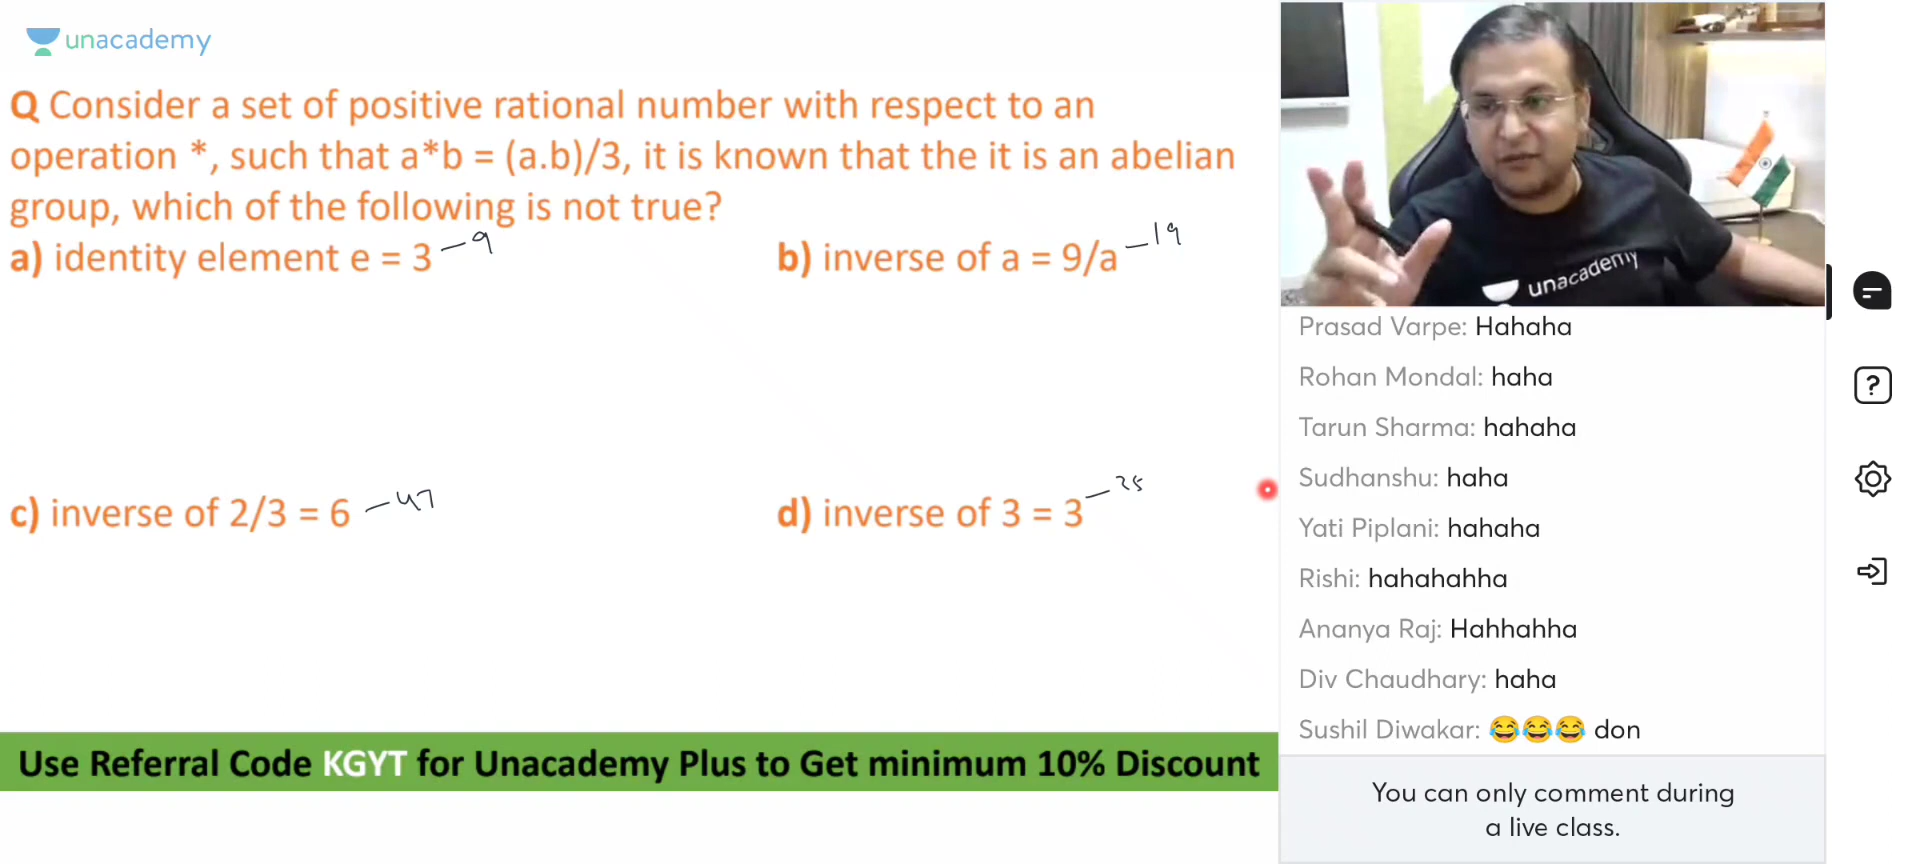 unacademy
Q Consider a set of positive rational number with respect to an
operation *, such that a*b = (a.b)/3, it is known that the it is an abelian
group, which of the following is not true?
a) identity element e = 3 – 9
b) inverse of a = 9/a – 19
c) inverse of 2/3 = 6 – 47
d) inverse of 3 = 3 – 25
Use Referral Code KGYT for Unacademy Plus to Get minimum 10% Discount
unacademy
Prasad Varpe: Hahaha
Rohan Mondal: haha
Tarun Sharma: hahaha
Sudhanshu: haha
Yati Piplani: hahaha
Rishi: hahahahha
Ananya Raj: Hahhahha
Div Chaudhary: haha
Sushil Diwakar: 😂😂😂 don
You can only comment during
a live class.
?